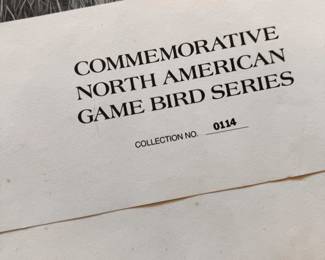 COMMEMORATIVE
NORTH AMERICAN
GAME BIRD SERIES
COLLECTION NO. 0114